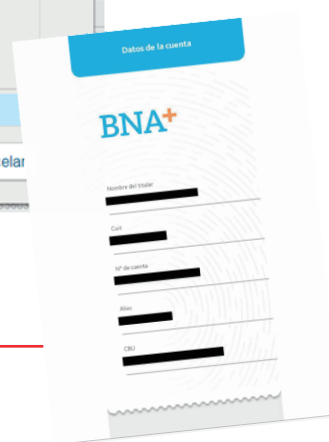 elar
Datos de la cuenta
BNA+
Nombre del titular
Cuit
N° de cuenta
Alias
CBU